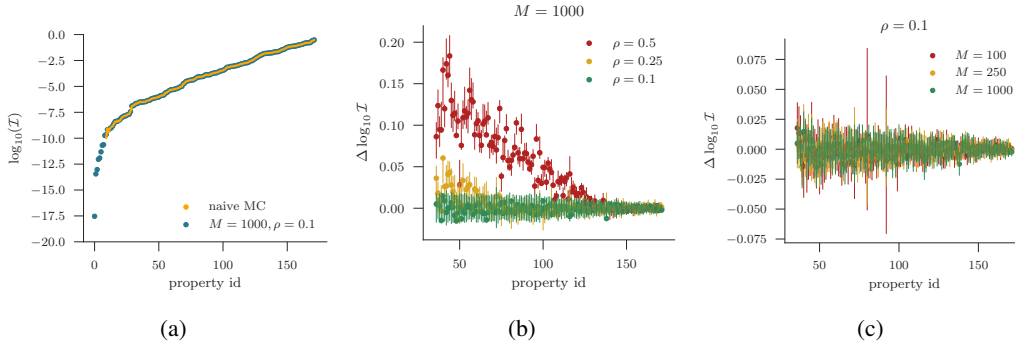 0.0
−2.5
−5.0
−7.5
−10.0
−12.5
−15.0
−17.5
−20.0
log₁₀(ℐ)
naive MC
M = 1000, ρ = 0.1
0
50
100
150
property id
(a)
M = 1000
0.20
0.15
0.10
0.05
0.00
Δ log₁₀ ℐ
ρ = 0.5
ρ = 0.25
ρ = 0.1
50
100
150
property id
(b)
ρ = 0.1
0.075
0.050
0.025
0.000
−0.025
−0.050
−0.075
Δ log₁₀ ℐ
M = 100
M = 250
M = 1000
50
100
150
property id
(c)